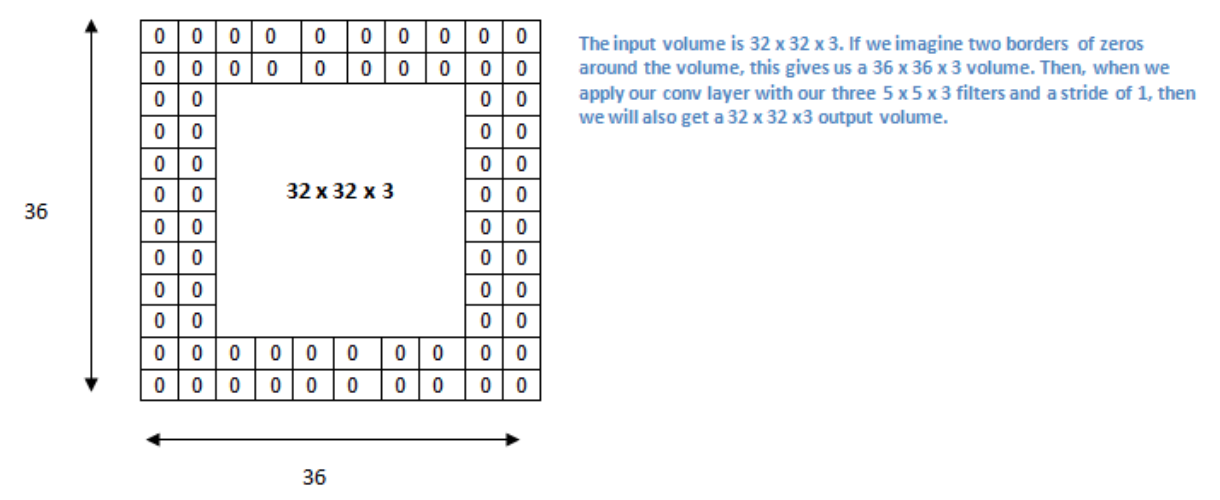 0 0 0 0 0 0 0 0 0 0
0 0 0 0 0 0 0 0 0 0
0 0 0 0
0 0 0 0
0 0 0 0
0 0 32 x 32 x 3 0 0
0 0 0 0
0 0 0 0
0 0 0 0
0 0 0 0
0 0 0 0 0 0 0 0 0 0
0 0 0 0 0 0 0 0 0 0
36
36
The input volume is 32 x 32 x 3. If we imagine two borders of zeros
around the volume, this gives us a 36 x 36 x 3 volume. Then, when we
apply our conv layer with our three 5 x 5 x 3 filters and a stride of 1, then
we will also get a 32 x 32 x3 output volume.